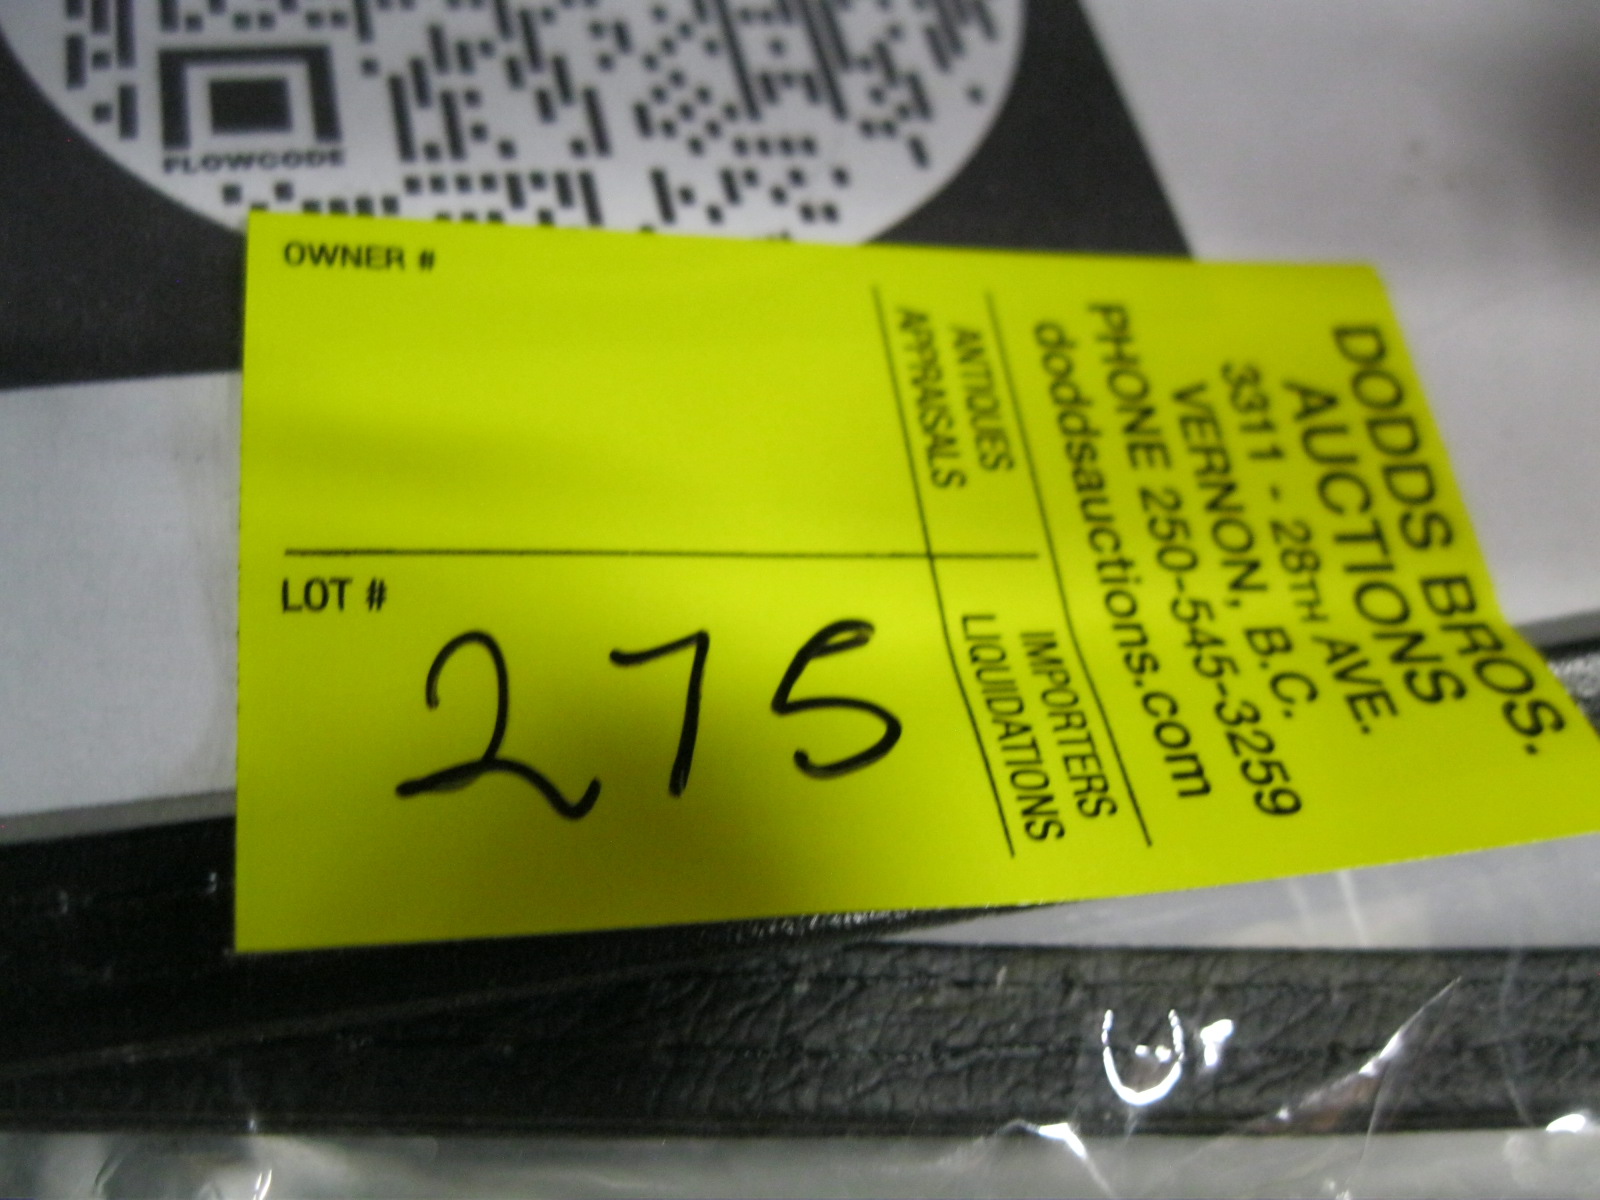 FLOWCODE
OWNER #
LOT #
275
DODDS BROS.
AUCTIONS
3311 - 28TH AVE.
VERNON, B.C.
PHONE 250-545-3259
doddsauctions.com
ANTIQUES
APPRAISALS
IMPORTERS
LIQUIDATIONS